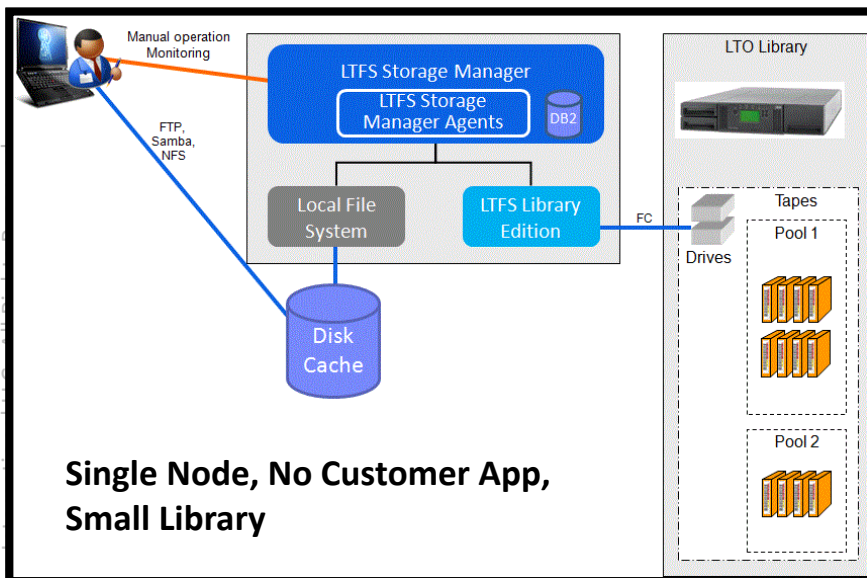 Manual operation
Monitoring
FTP,
Samba,
NFS
LTFS Storage Manager
LTFS Storage
Manager Agents
DB2
Local File
System
LTFS Library
Edition
FC
Disk
Cache
LTO Library
Drives
Tapes
Pool 1
Pool 2
Single Node, No Customer App,
Small Library